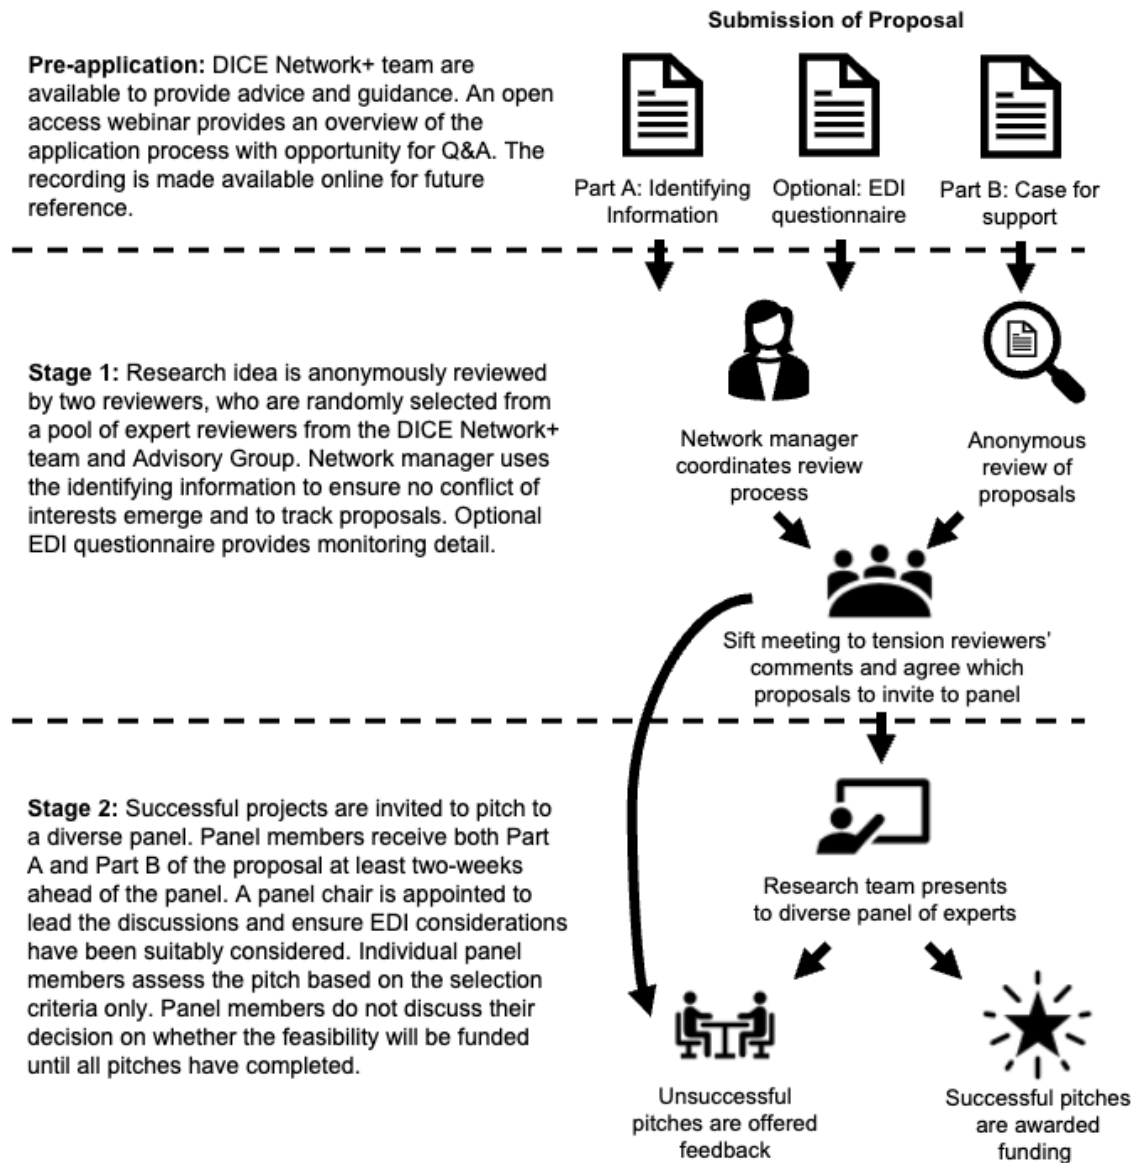 Submission of Proposal
Pre-application: DICE Network+ team are
available to provide advice and guidance. An open
access webinar provides an overview of the
application process with opportunity for Q&A. The
recording is made available online for future
reference.
Part A: Identifying
Information
Optional: EDI
questionnaire
Part B: Case for
support
Stage 1: Research idea is anonymously reviewed
by two reviewers, who are randomly selected from
a pool of expert reviewers from the DICE Network+
team and Advisory Group. Network manager uses
the identifying information to ensure no conflict of
interests emerge and to track proposals. Optional
EDI questionnaire provides monitoring detail.
Network manager
coordinates review
process
Anonymous
review of
proposals
Sift meeting to tension reviewers’
comments and agree which
proposals to invite to panel
Stage 2: Successful projects are invited to pitch to
a diverse panel. Panel members receive both Part
A and Part B of the proposal at least two-weeks
ahead of the panel. A panel chair is appointed to
lead the discussions and ensure EDI considerations
have been suitably considered. Individual panel
members assess the pitch based on the selection
criteria only. Panel members do not discuss their
decision on whether the feasibility will be funded
until all pitches have completed.
Research team presents
to diverse panel of experts
Unsuccessful
pitches are offered
feedback
Successful pitches
are awarded
funding